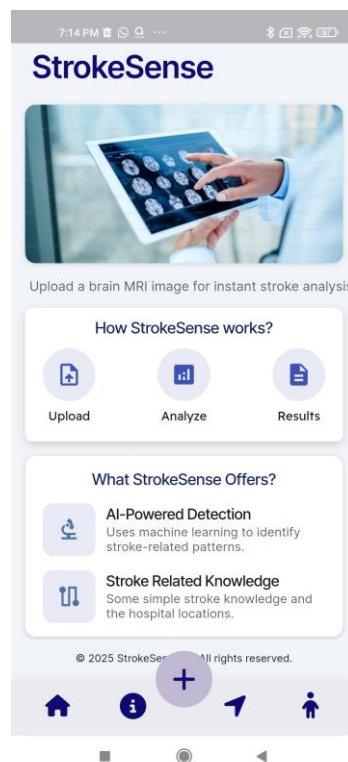 7:14 PM
StrokeSense
Upload a brain MRI image for instant stroke analysi
How StrokeSense works?
Upload Analyze Results
What StrokeSense Offers?
AI-Powered Detection
Uses machine learning to identify
stroke-related patterns.
Stroke Related Knowledge
Some simple stroke knowledge and
the hospital locations.
© 2025 StrokeSe All rights reserved.